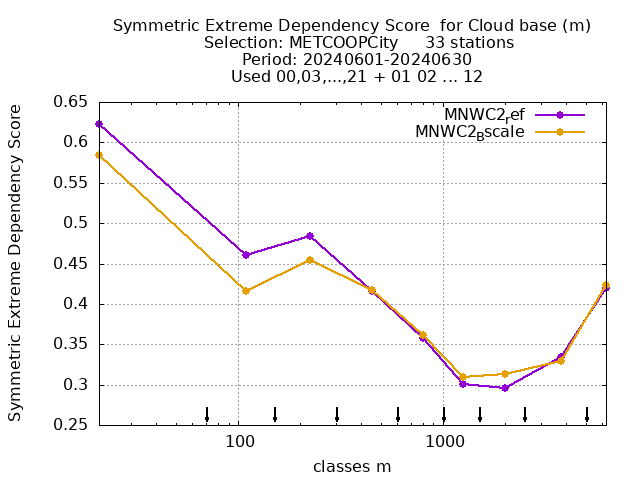 Symmetric Extreme Dependency Score  for Cloud base (m)
Selection: METCOOPCity     33 stations
Period: 20240601-20240630
Used 00,03,...,21 + 01 02 ... 12
Symmetric Extreme Dependency Score
0.65
0.6
0.55
0.5
0.45
0.4
0.35
0.3
0.25
MNWC2ref
MNWC2Bscale
100
1000
classes m